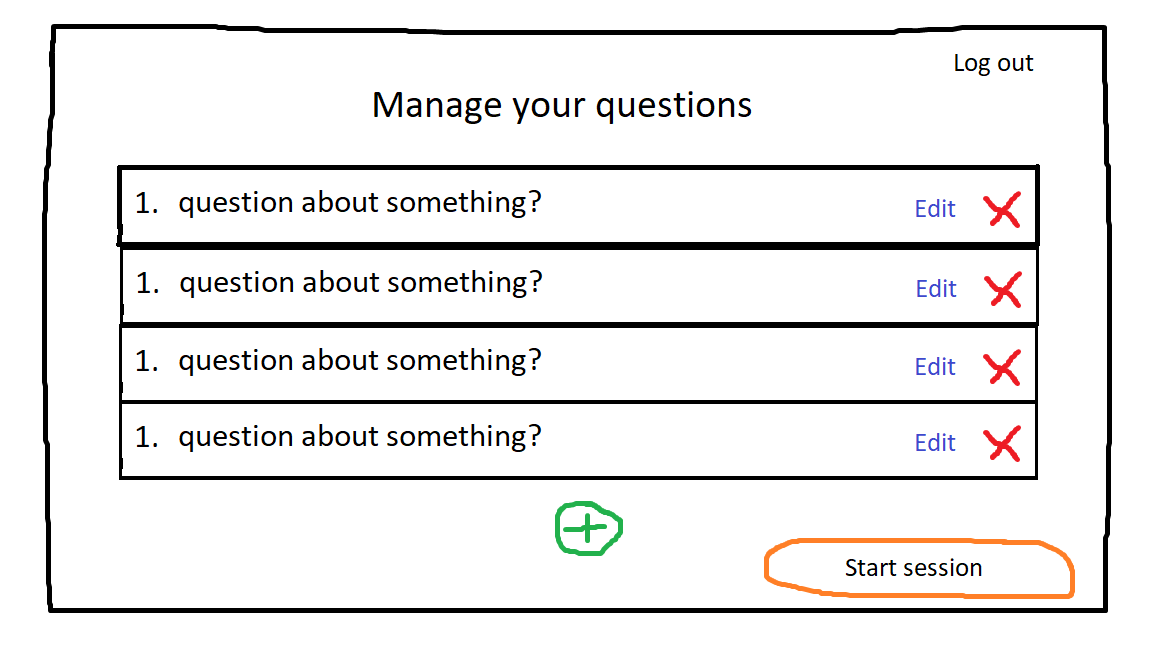 Log out
Manage your questions
1. question about something?
Edit
1. question about something?
Edit
1. question about something?
Edit
1. question about something?
Edit
Start session